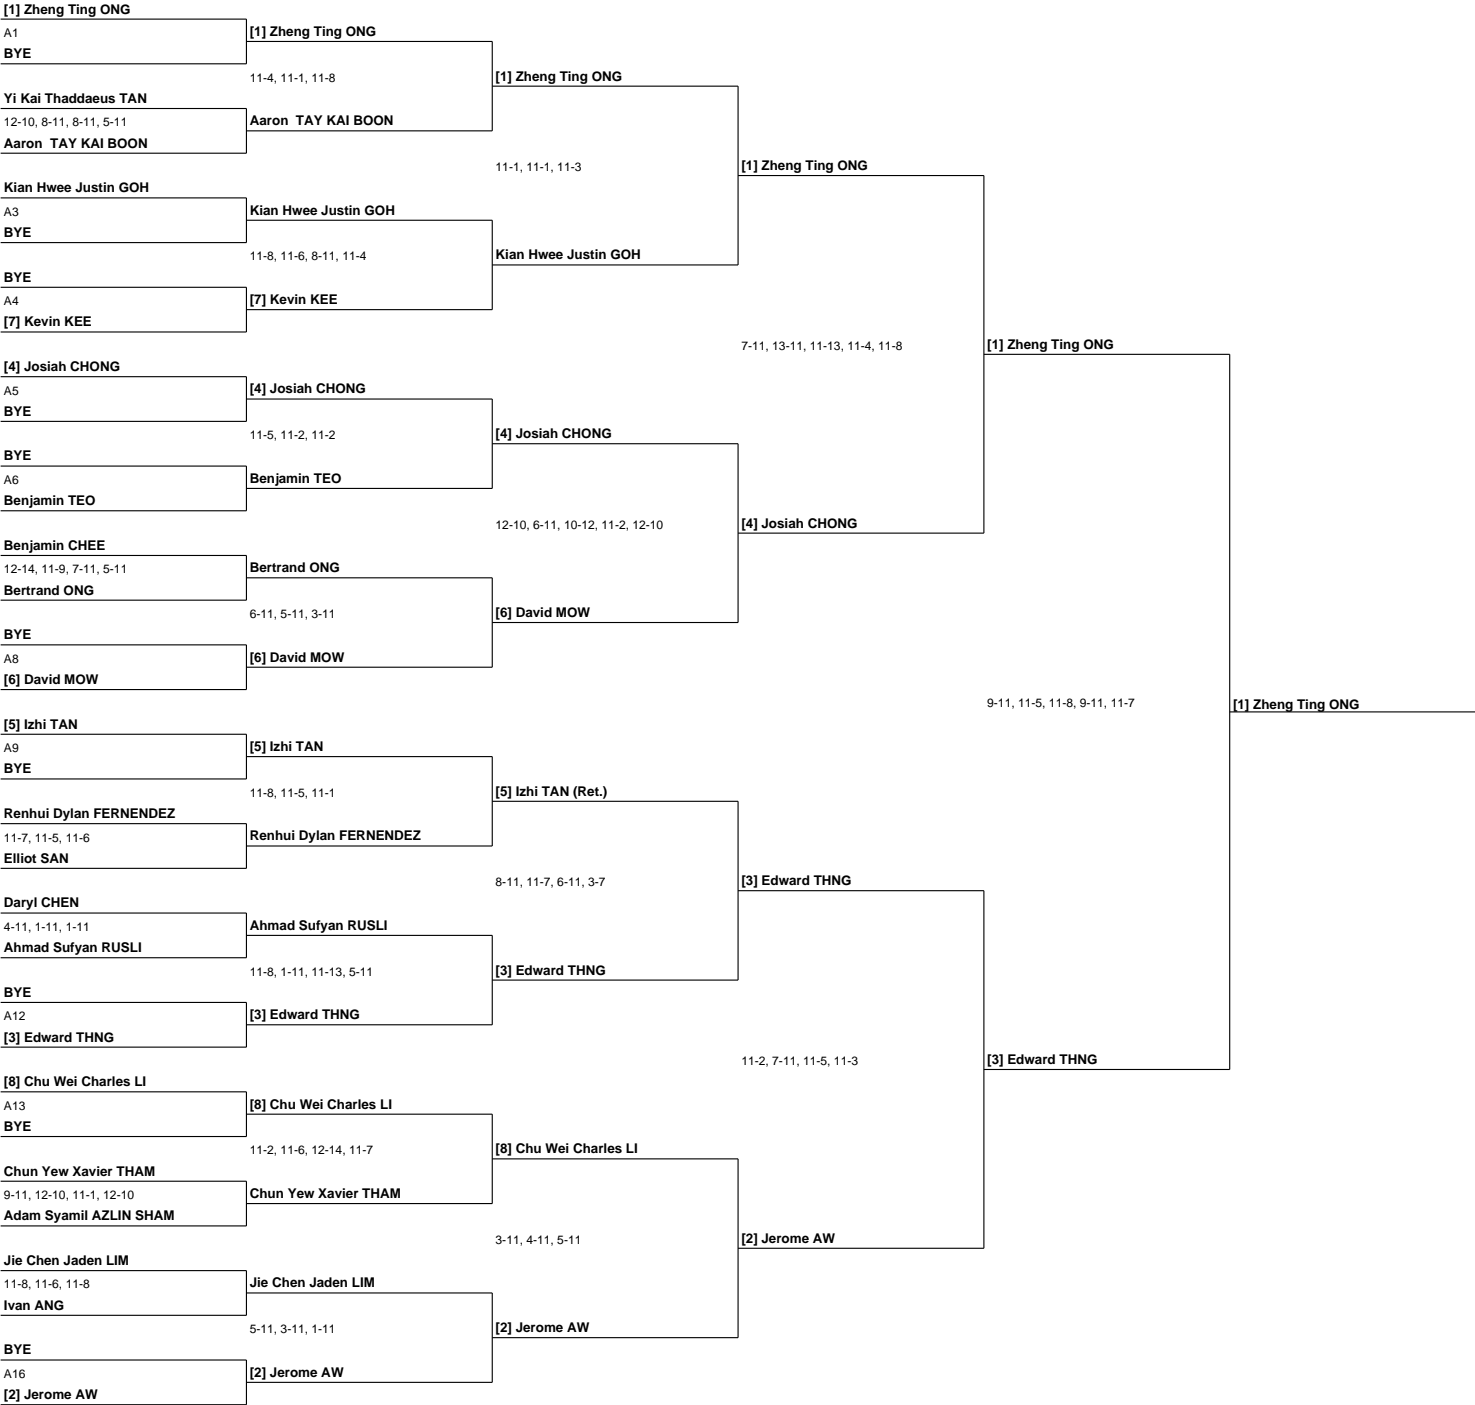 [1] Zheng Ting ONG
A1
BYE
Yi Kai Thaddaeus TAN
12-10, 8-11, 8-11, 5-11
Aaron  TAY KAI BOON
Kian Hwee Justin GOH
A3
BYE
BYE
A4
[7] Kevin KEE
[4] Josiah CHONG
A5
BYE
BYE
A6
Benjamin TEO
Benjamin CHEE
12-14, 11-9, 7-11, 5-11
Bertrand ONG
BYE
A8
[6] David MOW
[5] Izhi TAN
A9
BYE
Renhui Dylan FERNENDEZ
11-7, 11-5, 11-6
Elliot SAN
Daryl CHEN
4-11, 1-11, 1-11
Ahmad Sufyan RUSLI
BYE
A12
[3] Edward THNG
[8] Chu Wei Charles LI
A13
BYE
Chun Yew Xavier THAM
9-11, 12-10, 11-1, 12-10
Adam Syamil AZLIN SHAM
Jie Chen Jaden LIM
11-8, 11-6, 11-8
Ivan ANG
BYE
A16
[2] Jerome AW
[1] Zheng Ting ONG
11-4, 11-1, 11-8
Aaron  TAY KAI BOON
Kian Hwee Justin GOH
11-8, 11-6, 8-11, 11-4
[7] Kevin KEE
[4] Josiah CHONG
11-5, 11-2, 11-2
Benjamin TEO
Bertrand ONG
6-11, 5-11, 3-11
[6] David MOW
[5] Izhi TAN
11-8, 11-5, 11-1
Renhui Dylan FERNENDEZ
Ahmad Sufyan RUSLI
11-8, 1-11, 11-13, 5-11
[3] Edward THNG
[8] Chu Wei Charles LI
11-2, 11-6, 12-14, 11-7
Chun Yew Xavier THAM
Jie Chen Jaden LIM
5-11, 3-11, 1-11
[2] Jerome AW
[1] Zheng Ting ONG
11-1, 11-1, 11-3
Kian Hwee Justin GOH
[4] Josiah CHONG
12-10, 6-11, 10-12, 11-2, 12-10
[6] David MOW
[5] Izhi TAN (Ret.)
8-11, 11-7, 6-11, 3-7
[3] Edward THNG
[8] Chu Wei Charles LI
3-11, 4-11, 5-11
[2] Jerome AW
[1] Zheng Ting ONG
7-11, 13-11, 11-13, 11-4, 11-8
[4] Josiah CHONG
[3] Edward THNG
11-2, 7-11, 11-5, 11-3
[2] Jerome AW
[1] Zheng Ting ONG
9-11, 11-5, 11-8, 9-11, 11-7
[3] Edward THNG
[1] Zheng Ting ONG